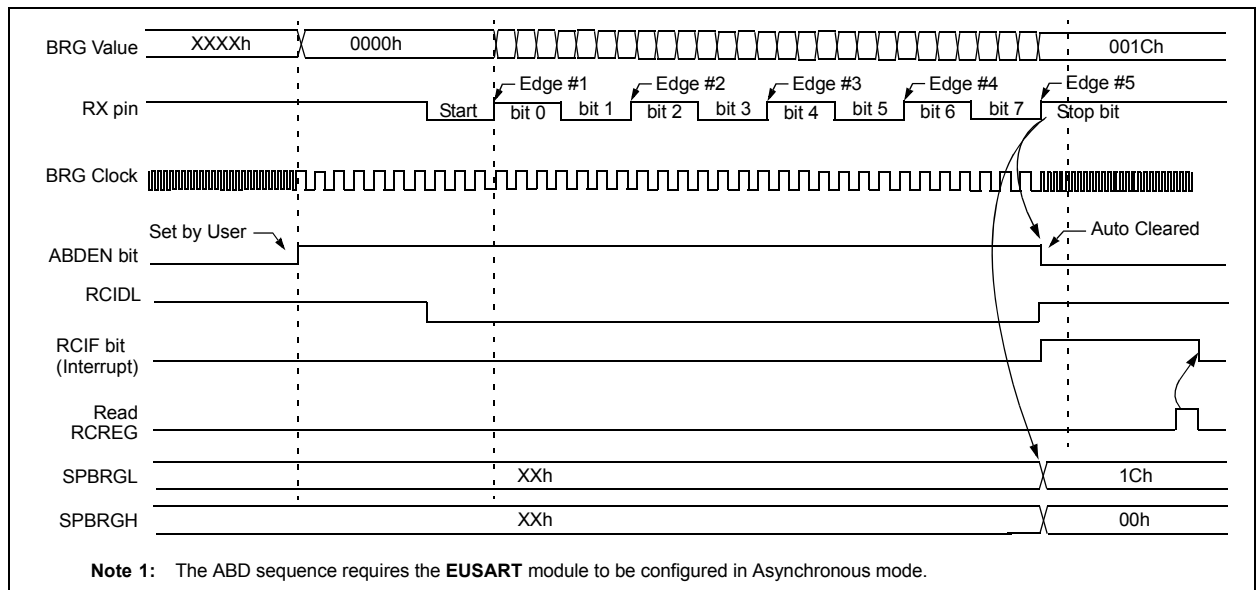 BRG Value XXXXh 0000h 001Ch
Edge #1 Edge #2 Edge #3 Edge #4 Edge #5
RX pin Start bit 0 bit 1 bit 2 bit 3 bit 4 bit 5 bit 6 bit 7 Stop bit
BRG Clock
Set by User Auto Cleared
ABDEN bit
RCIDL
RCIF bit
(Interrupt)
Read
RCREG
SPBRGL XXh 1Ch
SPBRGH XXh 00h
Note 1: The ABD sequence requires the EUSART module to be configured in Asynchronous mode.